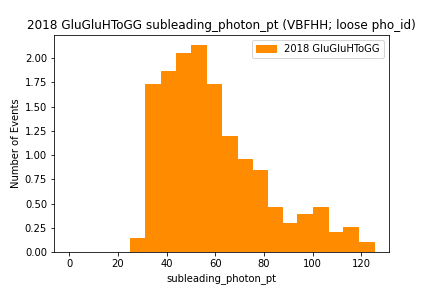 2018 GluGluHToGG subleading_photon_pt (VBFHH; loose pho_id)
2018 GluGluHToGG
Number of Events
2.00
1.75
1.50
1.25
1.00
0.75
0.50
0.25
0.00
0 20 40 60 80 100 120
subleading_photon_pt